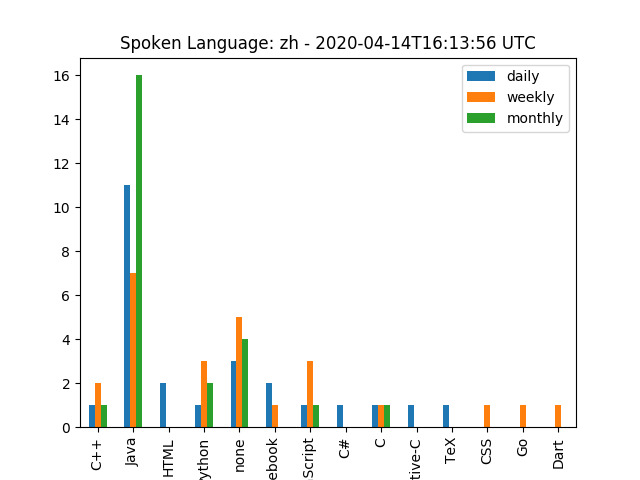 Spoken Language: zh - 2020-04-14T16:13:56 UTC
daily
weekly
monthly
16
14
12
10
8
6
4
2
0
C++
Java
HTML
ython
none
ebook
Script
C#
C
tive-C
TeX
CSS
Go
Dart